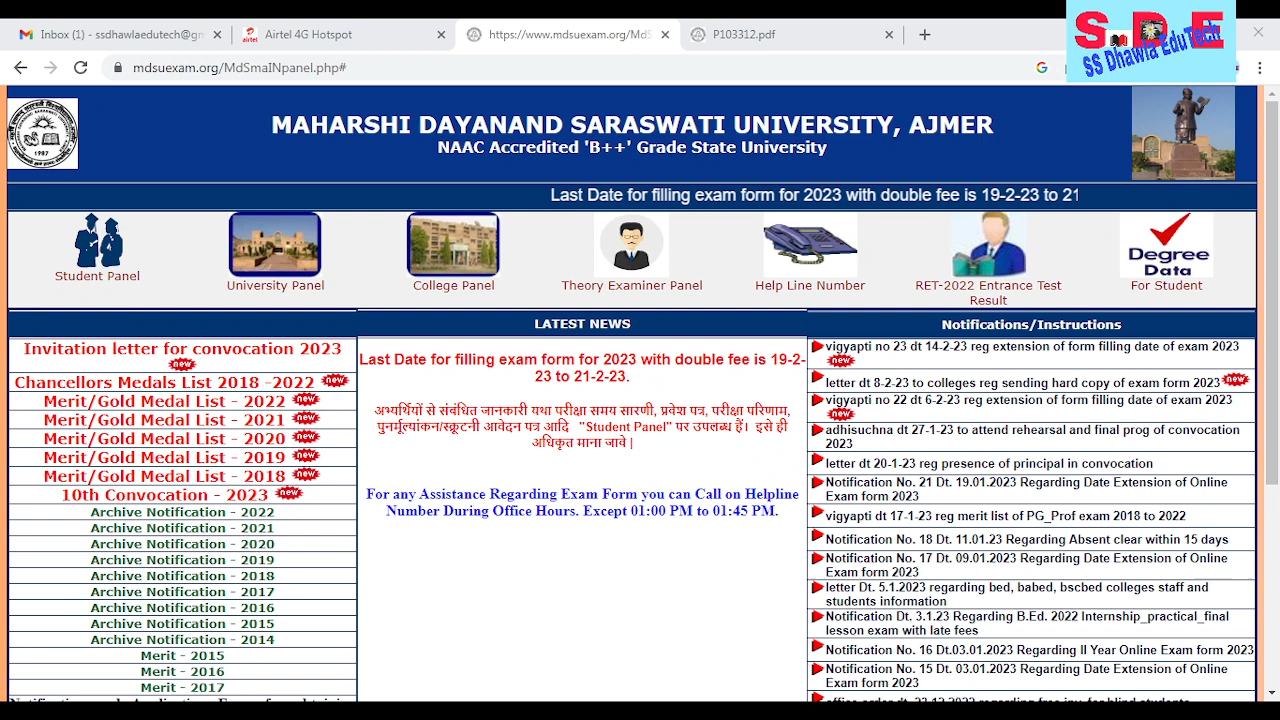 Inbox (1) - ssdhawlaedutech@gm
Airtel 4G Hotspot
https://www.mdsuexam.org/MdS
P103312.pdf
S.D.E
SS Dhawla EduTech
mdsuexam.org/MdSmaINpanel.php#
MAHARSHI DAYANAND SARASWATI UNIVERSITY, AJMER
NAAC Accredited 'B++' Grade State University
1987
Last Date for filling exam form for 2023 with double fee is 19-2-23 to 21
Student Panel
University Panel
College Panel
Theory Examiner Panel
Help Line Number
RET-2022 Entrance Test
Result
Degree
Data
For Student
Invitation letter for convocation 2023
new
Chancellors Medals List 2018 -2022 new
Merit/Gold Medal List - 2022 new
Merit/Gold Medal List - 2021 new
Merit/Gold Medal List - 2020 new
Merit/Gold Medal List - 2019 new
Merit/Gold Medal List - 2018 new
10th Convocation - 2023 new
Archive Notification - 2022
Archive Notification - 2021
Archive Notification - 2020
Archive Notification - 2019
Archive Notification - 2018
Archive Notification - 2017
Archive Notification - 2016
Archive Notification - 2015
Archive Notification - 2014
Merit - 2015
Merit - 2016
Merit - 2017
LATEST NEWS
Last Date for filling exam form for 2023 with double fee is 19-2-
23 to 21-2-23.
अभ्यर्थियों से संबंधित जानकारी यथा परीक्षा समय सारणी, प्रवेश पत्र, परीक्षा परिणाम,
पुनर्मूल्यांकन/स्क्रूटनी आवेदन पत्र आदि "Student Panel" पर उपलब्ध हैं। इसे ही
अधिकृत माना जावे |
For any Assistance Regarding Exam Form you can Call on Helpline
Number During Office Hours. Except 01:00 PM to 01:45 PM.
Notifications/Instructions
vigyapti no 23 dt 14-2-23 reg extension of form filling date of exam 2023
new
letter dt 8-2-23 to colleges reg sending hard copy of exam form 2023 new
vigyapti no 22 dt 6-2-23 reg extension of form filling date of exam 2023
new
adhisuchna dt 27-1-23 to attend rehearsal and final prog of convocation
2023
letter dt 20-1-23 reg presence of principal in convocation
Notification No. 21 Dt. 19.01.2023 Regarding Date Extension of Online
Exam form 2023
vigyapti dt 17-1-23 reg merit list of PG_Prof exam 2018 to 2022
Notification No. 18 Dt. 11.01.23 Regarding Absent clear within 15 days
Notification No. 17 Dt. 09.01.2023 Regarding Date Extension of Online
Exam form 2023
letter Dt. 5.1.2023 regarding bed, babed, bscbed colleges staff and
students information
Notification Dt. 3.1.23 Regarding B.Ed. 2022 Internship_practical_final
lesson exam with late fees
Notification No. 16 Dt.03.01.2023 Regarding II Year Online Exam form 2023
Notification No. 15 Dt. 03.01.2023 Regarding Date Extension of Online
Exam form 2023